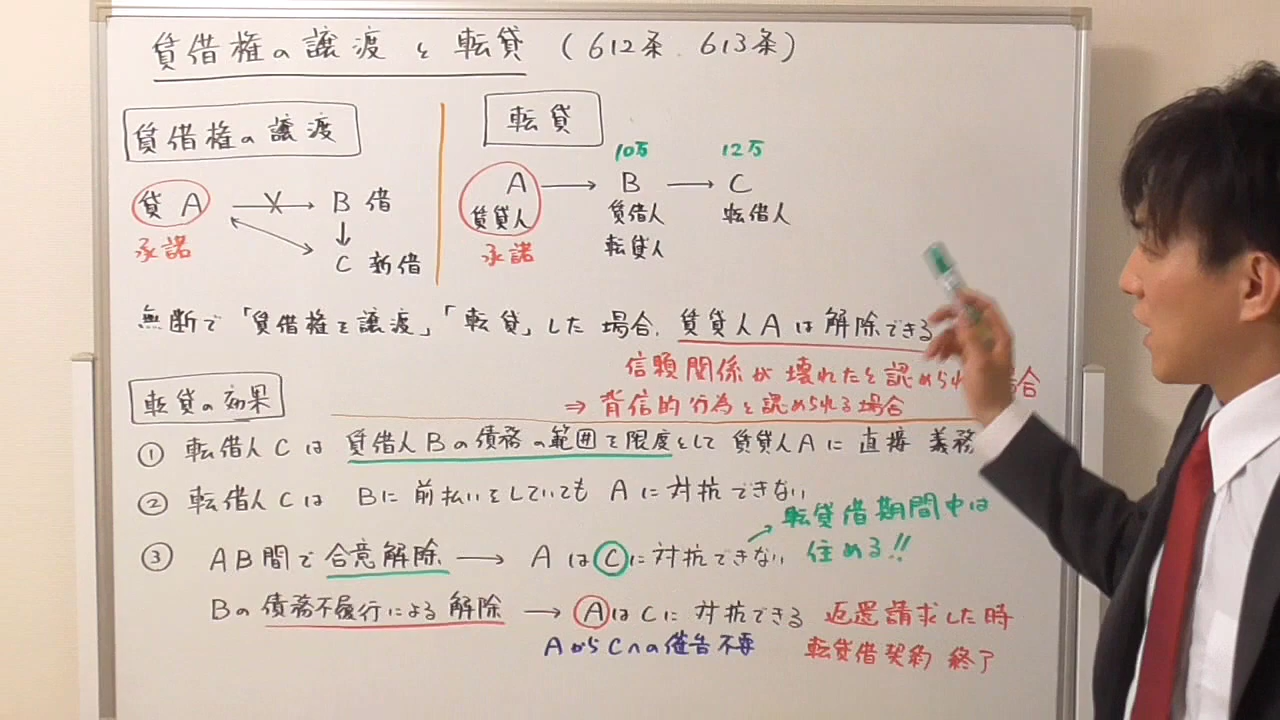 賃借権の譲渡と転貸（612条．613条）
賃借権の譲渡
貸 A
承諾
B 借
C 新借
転貸
10万
12万
A
B
C
賃貸人
賃借人
転借人
承諾
転貸人
無断で「賃借権を譲渡」「転貸」した場合，賃貸人Aは解除できる
信頼関係が壊れたと認められ 場合
⇒ 背信的行為と認められる場合
転貸の効果
① 転借人Cは 賃借人Bの債務の範囲を限度として 賃貸人Aに 直接 義務
② 転借人Cは Bに前払いをしていても Aに対抗できない
③ AB間で合意解除 → AはCに対抗できない
転貸借期間中は
住める!!
Bの債務不履行による解除 → AはCに対抗できる
AからCへの催告不要
返還請求した時
転貸借契約 終了